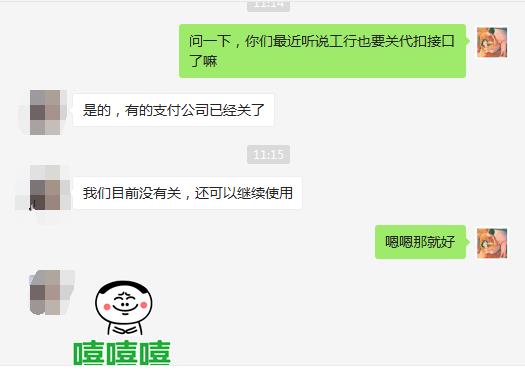 11:14
问一下，你们最近听说工行也要关代扣接口
了嘛
是的，有的支付公司已经关了
11:15
我们目前没有关，还可以继续使用
嗯嗯那就好
嘻嘻嘻